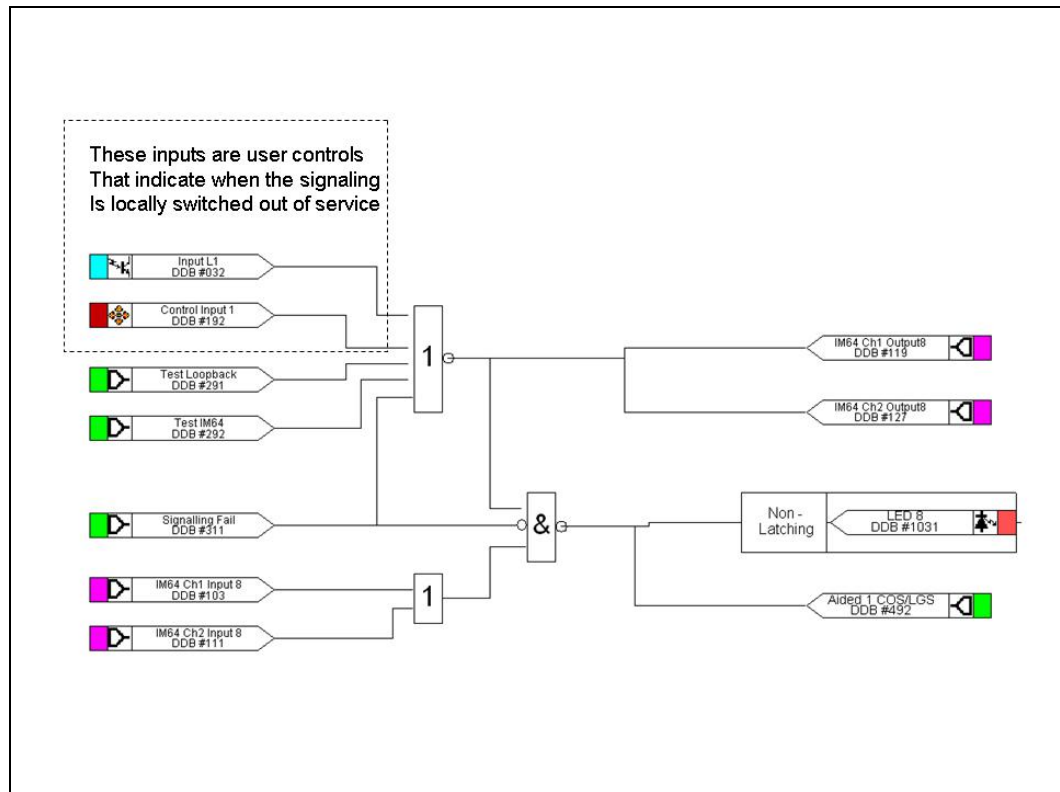 These inputs are user controls
That indicate when the signaling
Is locally switched out of service
Input L1
DDB #032
Control Input 1
DDB #192
Test Loopback
DDB #291
Test IM64
DDB #292
Signalling Fail
DDB #311
IM64 Ch1 Input 8
DDB #103
IM64 Ch2 Input 8
DDB #111
1
&
1
IM64 Ch1 Output8
DDB #119
IM64 Ch2 Output8
DDB #127
Non -
Latching
LED 8
DDB #1031
Aided 1 COS/LGS
DDB #492